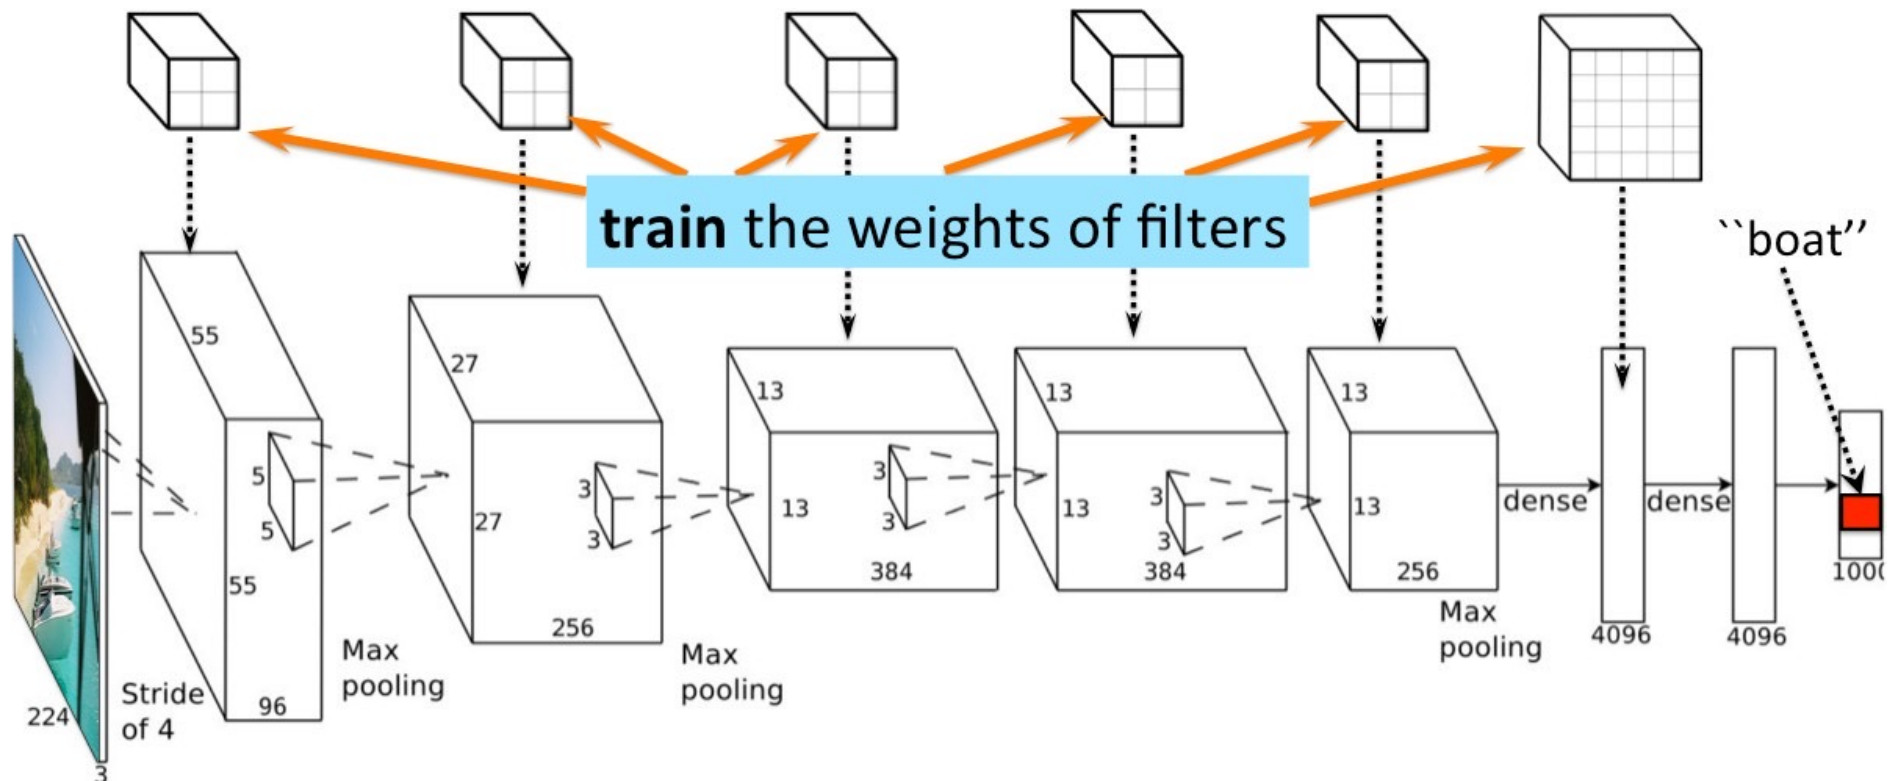 train the weights of filters
``boat''
55
27
13
13
13
5
5
3
3
3
3
3
3
55
27
13
13
13
dense
dense
96
256
384
384
256
4096
4096
1000
224
3
Stride
of 4
Max
pooling
Max
pooling
Max
pooling